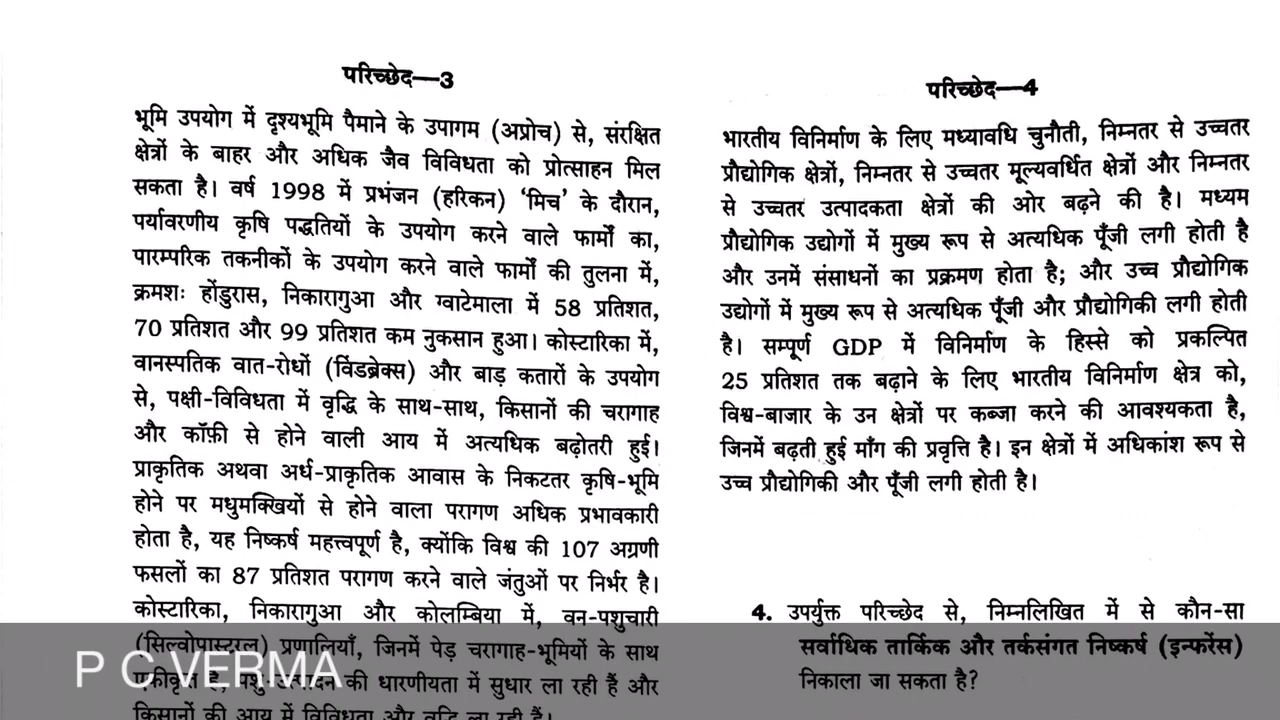 परिच्छेद—3
भूमि उपयोग में दृश्यभूमि पैमाने के उपागम (अप्रोच) से, संरक्षित
क्षेत्रों के बाहर और अधिक जैव विविधता को प्रोत्साहन मिल
सकता है। वर्ष 1998 में प्रभंजन (हरिकन) ‘मिच’ के दौरान,
पर्यावरणीय कृषि पद्धतियों के उपयोग करने वाले फार्मों का,
पारम्परिक तकनीकों के उपयोग करने वाले फार्मों की तुलना में,
क्रमशः होंडुरास, निकारागुआ और ग्वाटेमाला में 58 प्रतिशत,
70 प्रतिशत और 99 प्रतिशत कम नुकसान हुआ। कोस्टारिका में,
वानस्पतिक वात-रोधों (विंडब्रेक्स) और बाड़ कतारों के उपयोग
से, पक्षी-विविधता में वृद्धि के साथ-साथ, किसानों की चरागाह
और कॉफ़ी से होने वाली आय में अत्यधिक बढ़ोतरी हुई।
प्राकृतिक अथवा अर्ध-प्राकृतिक आवास के निकटतर कृषि-भूमि
होने पर मधुमक्खियों से होने वाला परागण अधिक प्रभावकारी
होता है, यह निष्कर्ष महत्त्वपूर्ण है, क्योंकि विश्व की 107 अग्रणी
फसलों का 87 प्रतिशत परागण करने वाले जंतुओं पर निर्भर है।
कोस्टारिका, निकारागुआ और कोलम्बिया में, वन-पशुचारी
(सिल्वोपास्टरल) प्रणालियाँ, जिनमें पेड़ चरागाह-भूमियों के साथ
एकीकृत है, पशु-उत्पादन की धारणीयता में सुधार ला रही हैं और
किसानों की आय में विविधता और वृद्धि ला रही हैं।
परिच्छेद—4
भारतीय विनिर्माण के लिए मध्यावधि चुनौती, निम्नतर से उच्चतर
प्रौद्योगिक क्षेत्रों, निम्नतर से उच्चतर मूल्यवर्धित क्षेत्रों और निम्नतर
से उच्चतर उत्पादकता क्षेत्रों की ओर बढ़ने की है। मध्यम
प्रौद्योगिक उद्योगों में मुख्य रूप से अत्यधिक पूँजी लगी होती है
और उनमें संसाधनों का प्रक्रमण होता है; और उच्च प्रौद्योगिक
उद्योगों में मुख्य रूप से अत्यधिक पूँजी और प्रौद्योगिकी लगी होती
है। सम्पूर्ण GDP में विनिर्माण के हिस्से को प्रकल्पित
25 प्रतिशत तक बढ़ाने के लिए भारतीय विनिर्माण क्षेत्र को,
विश्व-बाजार के उन क्षेत्रों पर कब्जा करने की आवश्यकता है,
जिनमें बढ़ती हुई माँग की प्रवृत्ति है। इन क्षेत्रों में अधिकांश रूप से
उच्च प्रौद्योगिकी और पूँजी लगी होती है।
4. उपर्युक्त परिच्छेद से, निम्नलिखित में से कौन-सा
सर्वाधिक तार्किक और तर्कसंगत निष्कर्ष (इन्फरेंस)
निकाला जा सकता है?
P C VERMA